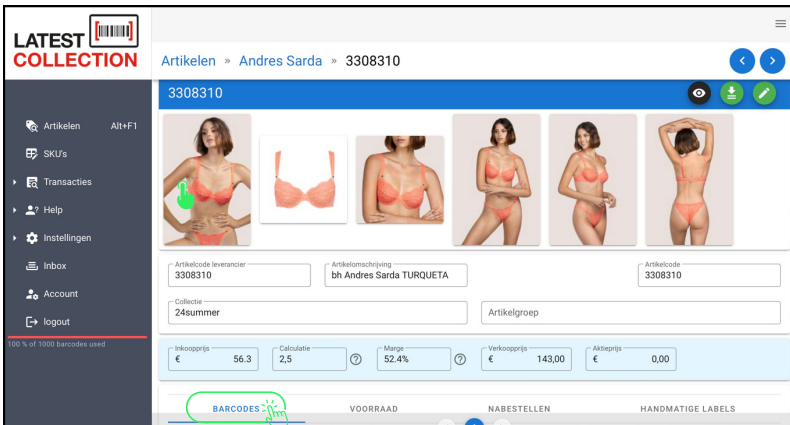 LATEST
COLLECTION
Artikelen » Andres Sarda » 3308310
3308310
Artikelen Alt+F1
SKU's
Transacties
Help
Instellingen
Inbox
Account
logout
100 % of 1000 barcodes used
Artikelcode leverancier
3308310
Artikelomschrijving
bh Andres Sarda TURQUETA
Artikelcode
3308310
Collectie
24summer
Artikelgroep
Inkoopprijs
€ 56.3
Calculatie
2,5
Marge
52.4%
Verkoopprijs
€ 143,00
Aktieprijs
€ 0,00
BARCODES
VOORRAAD
NABESTELLEN
HANDMATIGE LABELS